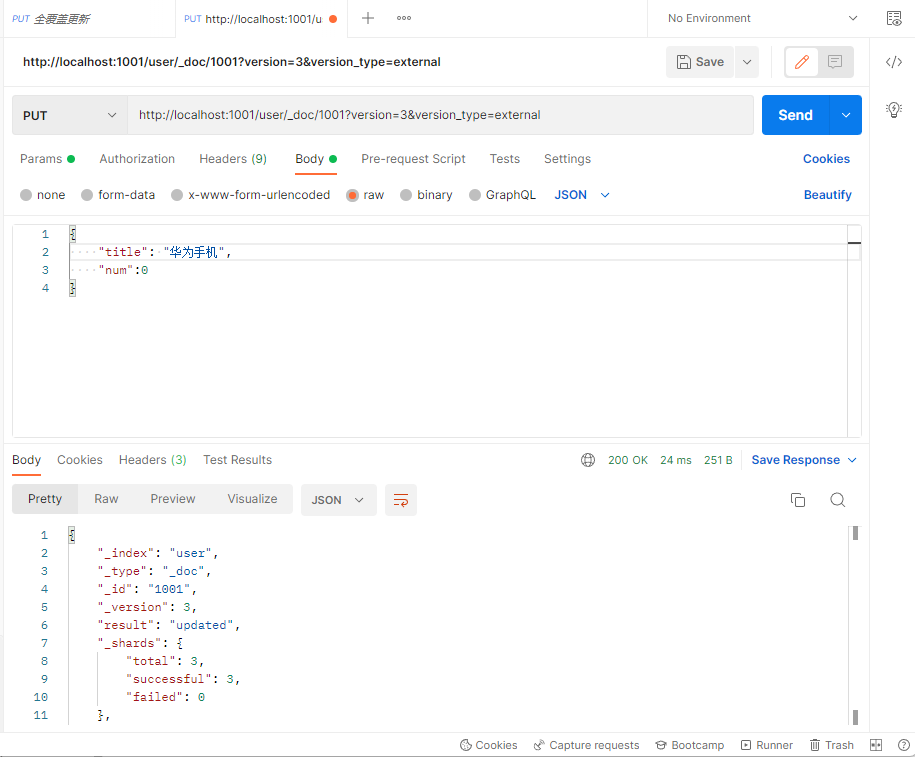 PUT 全覆盖更新
PUT http://localhost:1001/u
No Environment
http://localhost:1001/user/_doc/1001?version=3&version_type=external
Save
PUT
http://localhost:1001/user/_doc/1001?version=3&version_type=external
Send
Params
Authorization
Headers (9)
Body
Pre-request Script
Tests
Settings
Cookies
none
form-data
x-www-form-urlencoded
raw
binary
GraphQL
JSON
Beautify
1 {
2 "title": "华为手机",
3 "num":0
4 }
Body
Cookies
Headers (3)
Test Results
200 OK
24 ms
251 B
Save Response
Pretty
Raw
Preview
Visualize
JSON
1 {
2 "_index": "user",
3 "_type": "_doc",
4 "_id": "1001",
5 "_version": 3,
6 "result": "updated",
7 "_shards": {
8 "total": 3,
9 "successful": 3,
10 "failed": 0
11 },
Cookies
Capture requests
Bootcamp
Runner
Trash